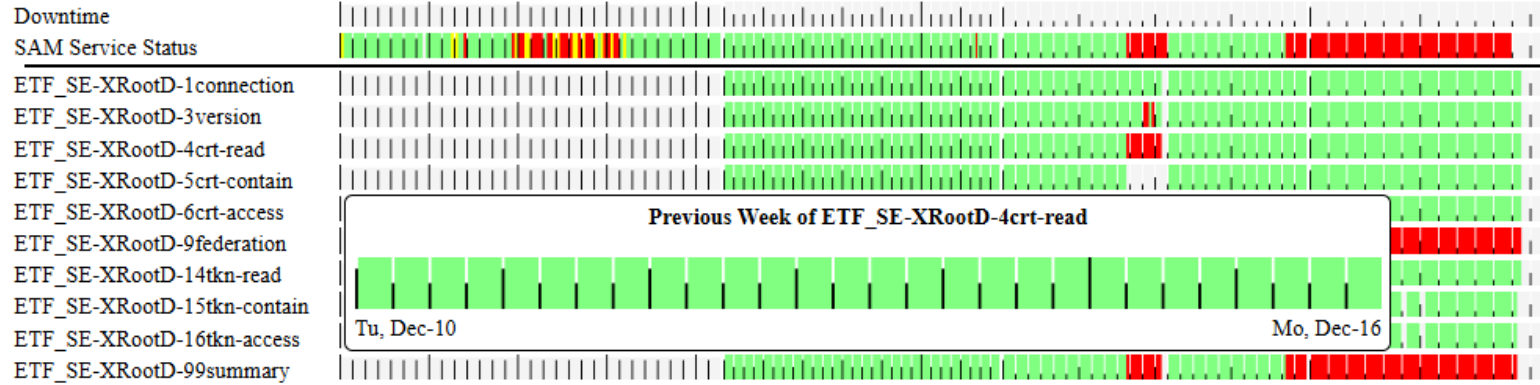 Downtime
SAM Service Status
ETF_SE-XRootD-1connection
ETF_SE-XRootD-3version
ETF_SE-XRootD-4crt-read
ETF_SE-XRootD-5crt-contain
ETF_SE-XRootD-6crt-access
Previous Week of ETF_SE-XRootD-4crt-read
ETF_SE-XRootD-9federation
ETF_SE-XRootD-14tkn-read
ETF_SE-XRootD-15tkn-contain
Tu, Dec-10 Mo, Dec-16
ETF_SE-XRootD-16tkn-access
ETF_SE-XRootD-99summary